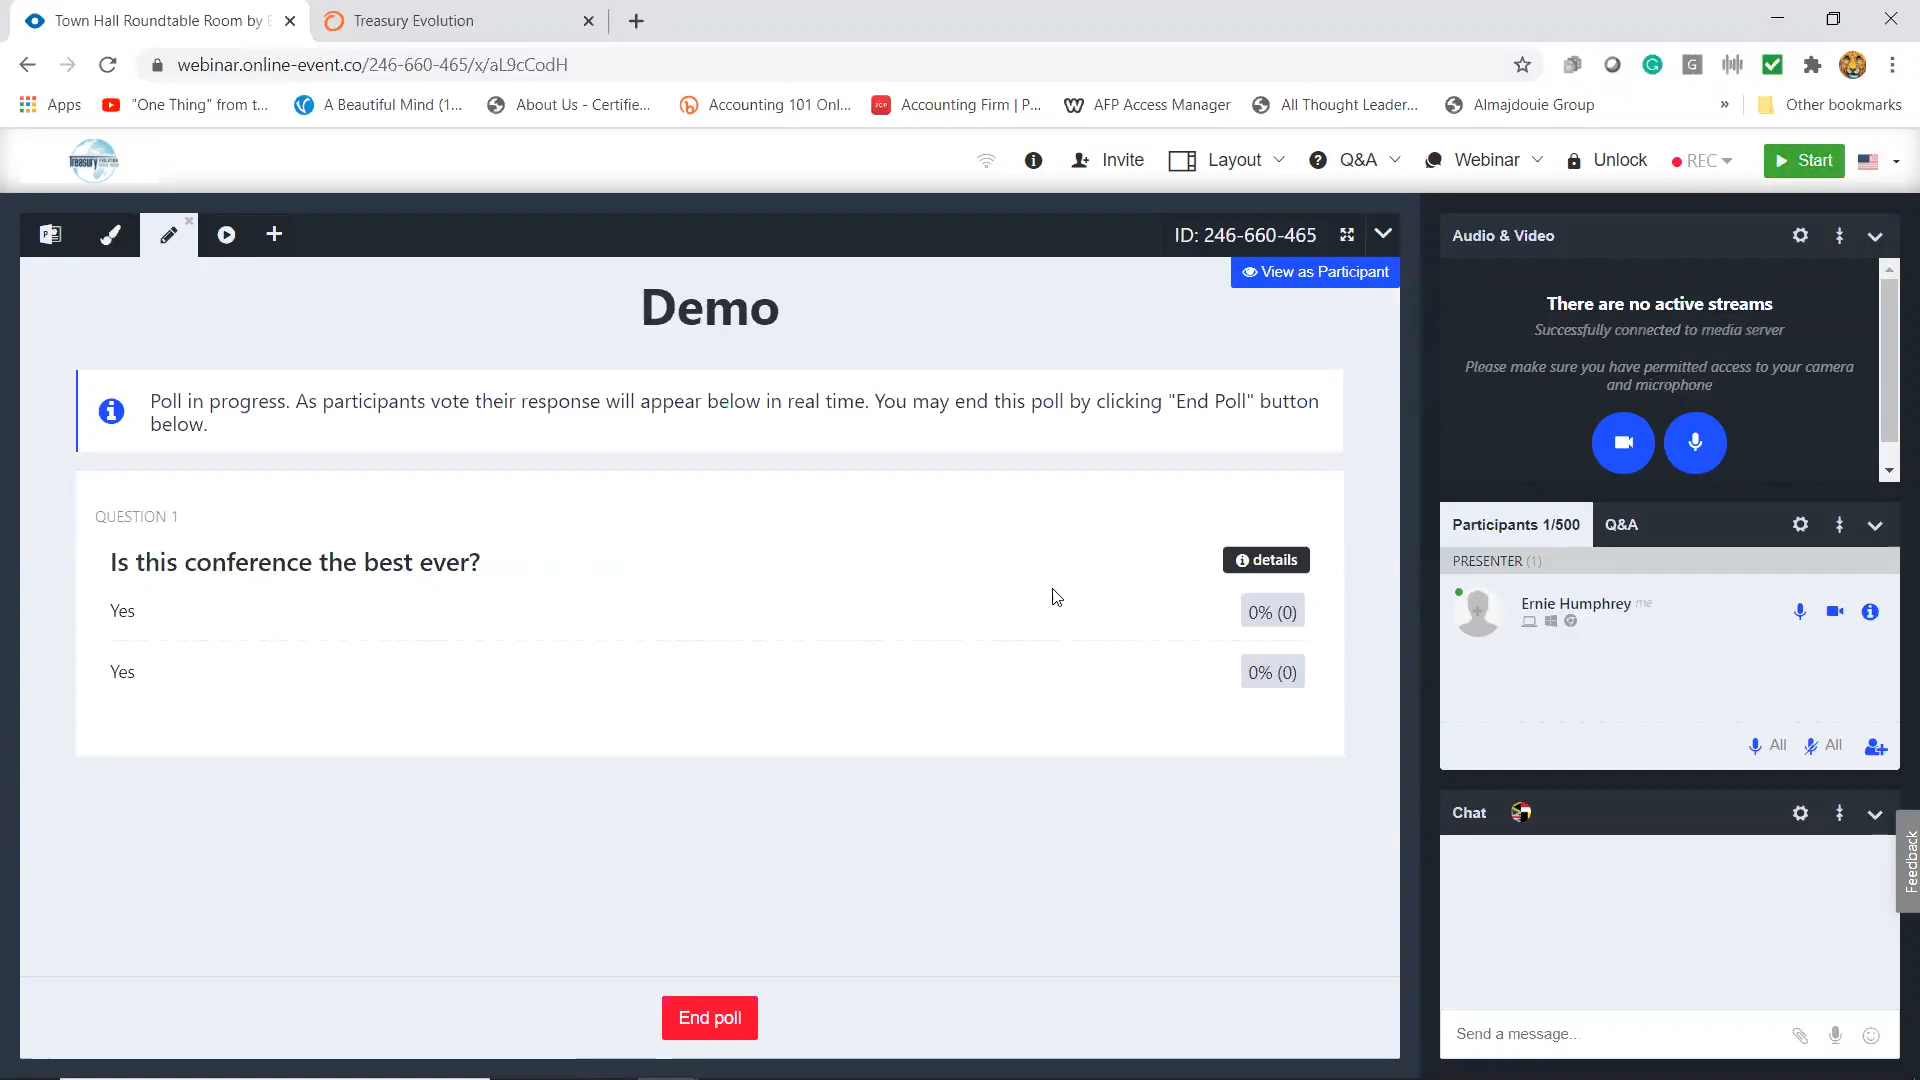 Town Hall Roundtable Room by E
Treasury Evolution
webinar.online-event.co/246-660-465/x/aL9cCodH
Apps
"One Thing" from t...
A Beautiful Mind (1...
About Us - Certifie...
Accounting 101 Onl...
JCP
Accounting Firm | P...
AFP Access Manager
All Thought Leader...
Almajdouie Group
»
Other bookmarks
Treasury
Invite
Layout
Q&A
Webinar
Unlock
REC
Start
ID: 246-660-465
View as Participant
Demo
Poll in progress. As participants vote their response will appear below in real time. You may end this poll by clicking "End Poll" button
below.
QUESTION 1
Is this conference the best ever?
details
Yes
0% (0)
Yes
0% (0)
End poll
Audio & Video
There are no active streams
Successfully connected to media server
Please make sure you have permitted access to your camera
and microphone
Participants 1/500
Q&A
PRESENTER (1)
Ernie Humphrey me
All
All
Chat
Feedback
Send a message...